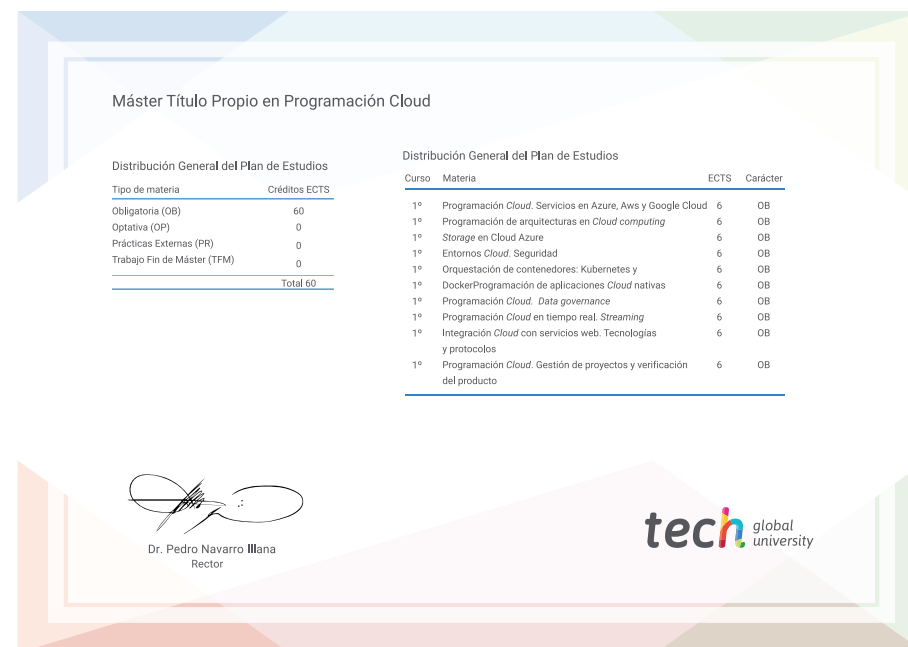 Máster Título Propio en Programación Cloud
Distribución General del Plan de Estudios
Tipo de materia Créditos ECTS
Obligatoria (OB) 60
Optativa (OP) 0
Prácticas Externas (PR) 0
Trabajo Fin de Máster (TFM) 0
Total 60
Distribución General del Plan de Estudios
Curso Materia ECTS Carácter
1º Programación Cloud. Servicios en Azure, Aws y Google Cloud 6 OB
1º Programación de arquitecturas en Cloud computing 6 OB
1º Storage en Cloud Azure 6 OB
1º Entornos Cloud. Seguridad 6 OB
1º Orquestación de contenedores: Kubernetes y 6 OB
1º DockerProgramación de aplicaciones Cloud nativas 6 OB
1º Programación Cloud. Data governance 6 OB
1º Programación Cloud en tiempo real. Streaming 6 OB
1º Integración Cloud con servicios web. Tecnologías 6 OB
y protocolos
1º Programación Cloud. Gestión de proyectos y verificación 6 OB
del producto
Dr. Pedro Navarro Illana
Rector
tech global
university